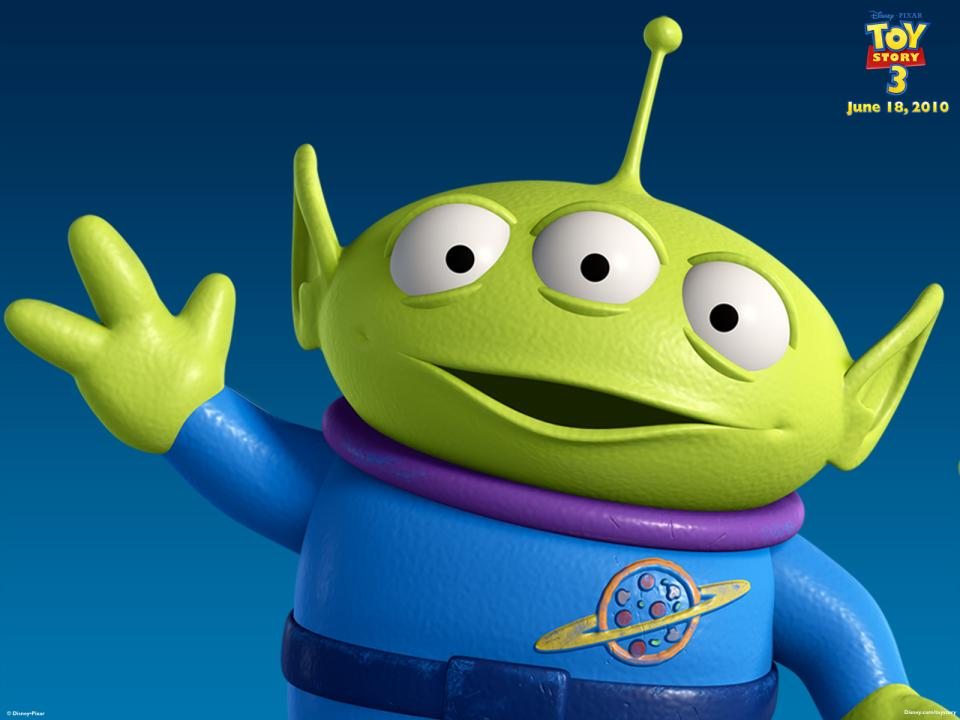 Disney · PIXAR
TOY
STORY
3
June 18, 2010
© Disney•Pixar
Disney.com/toystory